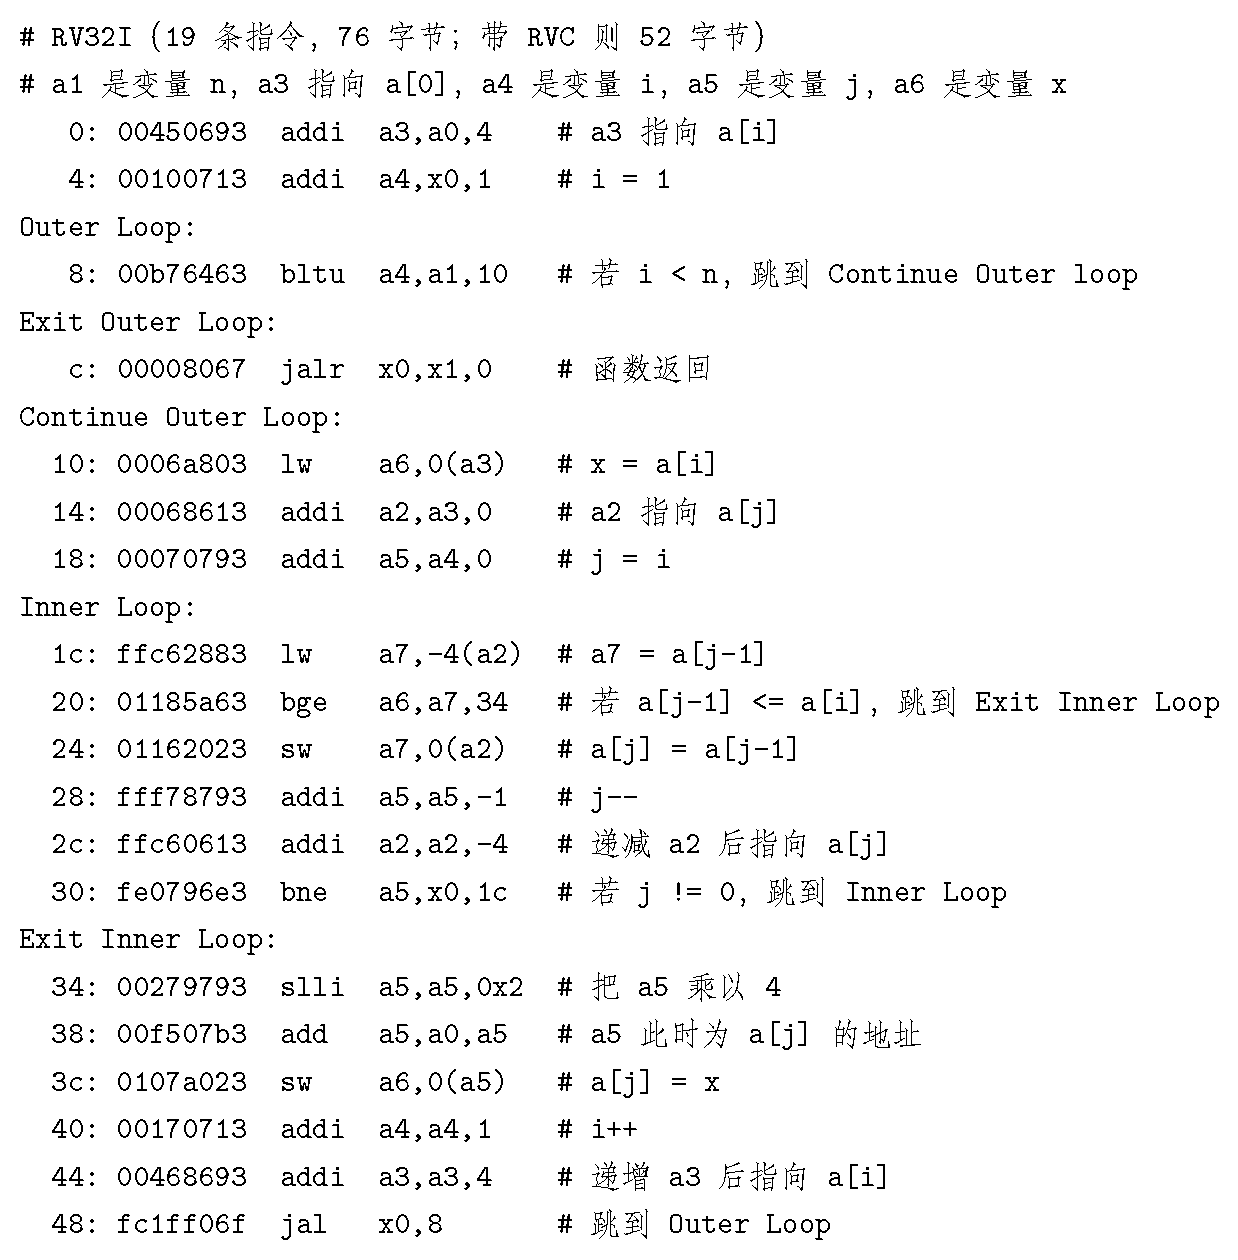 # RV32I (19 条指令, 76 字节; 带 RVC 则 52 字节)
# a1 是变量 n, a3 指向 a[0], a4 是变量 i, a5 是变量 j, a6 是变量 x
0: 00450693 addi a3,a0,4 # a3 指向 a[i]
4: 00100713 addi a4,x0,1 # i = 1
Outer Loop:
8: 00b76463 bltu a4,a1,10 # 若 i < n, 跳到 Continue Outer loop
Exit Outer Loop:
c: 00008067 jalr x0,x1,0 # 函数返回
Continue Outer Loop:
10: 0006a803 lw a6,0(a3) # x = a[i]
14: 00068613 addi a2,a3,0 # a2 指向 a[j]
18: 00070793 addi a5,a4,0 # j = i
Inner Loop:
1c: ffc62883 lw a7,-4(a2) # a7 = a[j-1]
20: 01185a63 bge a6,a7,34 # 若 a[j-1] <= a[i], 跳到 Exit Inner Loop
24: 01162023 sw a7,0(a2) # a[j] = a[j-1]
28: fff78793 addi a5,a5,-1 # j--
2c: ffc60613 addi a2,a2,-4 # 递减 a2 后指向 a[j]
30: fe0796e3 bne a5,x0,1c # 若 j != 0, 跳到 Inner Loop
Exit Inner Loop:
34: 00279793 slli a5,a5,0x2 # 把 a5 乘以 4
38: 00f507b3 add a5,a0,a5 # a5 此时为 a[j] 的地址
3c: 0107a023 sw a6,0(a5) # a[j] = x
40: 00170713 addi a4,a4,1 # i++
44: 00468693 addi a3,a3,4 # 递增 a3 后指向 a[i]
48: fc1ff06f jal x0,8 # 跳到 Outer Loop